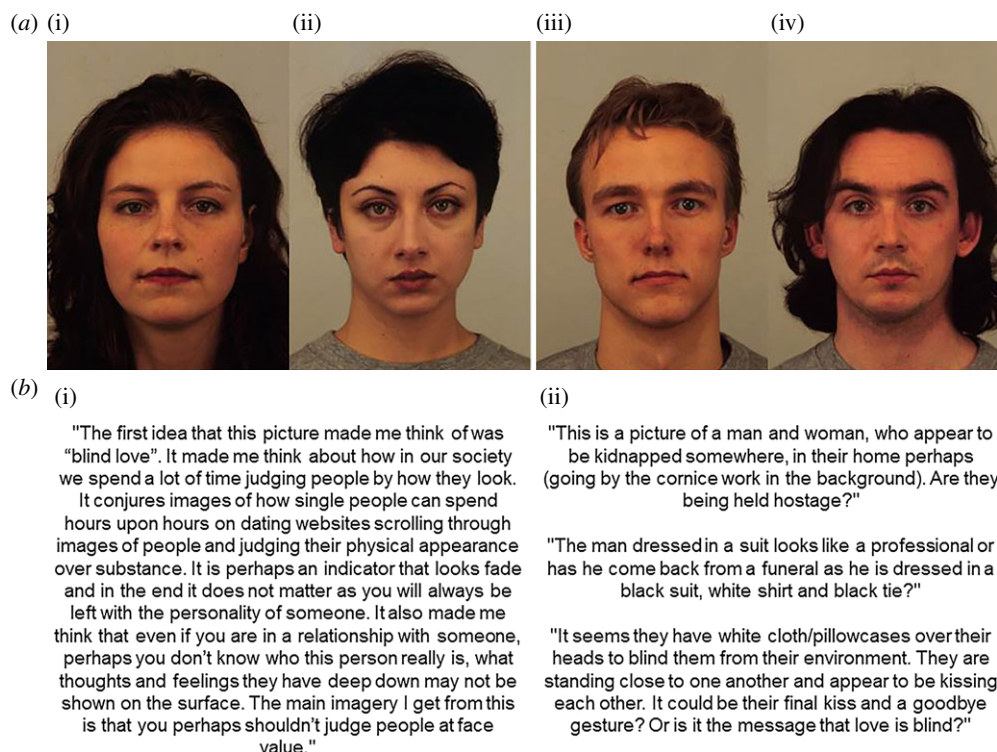 (a) (i) (ii) (iii) (iv)
(b) (i) (ii)
"The first idea that this picture made me think of was
“blind love”. It made me think about how in our society
we spend a lot of time judging people by how they look.
It conjures images of how single people can spend
hours upon hours on dating websites scrolling through
images of people and judging their physical appearance
over substance. It is perhaps an indicator that looks fade
and in the end it does not matter as you will always be
left with the personality of someone. It also made me
think that even if you are in a relationship with someone,
perhaps you don’t know who this person really is, what
thoughts and feelings they have deep down may not be
shown on the surface. The main imagery I get from this
is that you perhaps shouldn’t judge people at face
value."
"This is a picture of a man and woman, who appear to
be kidnapped somewhere, in their home perhaps
(going by the cornice work in the background). Are they
being held hostage?"
"The man dressed in a suit looks like a professional or
has he come back from a funeral as he is dressed in a
black suit, white shirt and black tie?"
"It seems they have white cloth/pillowcases over their
heads to blind them from their environment. They are
standing close to one another and appear to be kissing
each other. It could be their final kiss and a goodbye
gesture? Or is it the message that love is blind?"